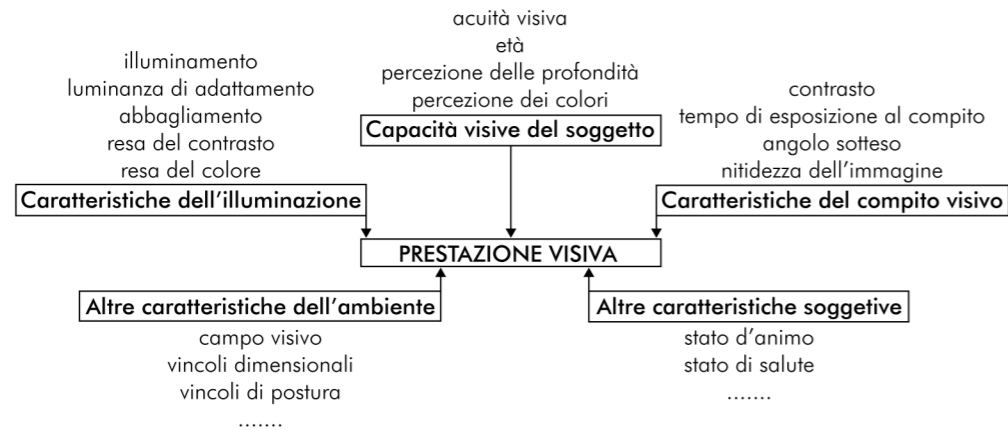 acuità visiva
età
percezione delle profondità
percezione dei colori
Capacità visive del soggetto
illuminamento
luminanza di adattamento
abbagliamento
resa del contrasto
resa del colore
Caratteristiche dell'illuminazione
contrasto
tempo di esposizione al compito
angolo sotteso
nitidezza dell'immagine
Caratteristiche del compito visivo
PRESTAZIONE VISIVA
Altre caratteristiche dell'ambiente
campo visivo
vincoli dimensionali
vincoli di postura
.......
Altre caratteristiche soggetive
stato d'animo
stato di salute
.......